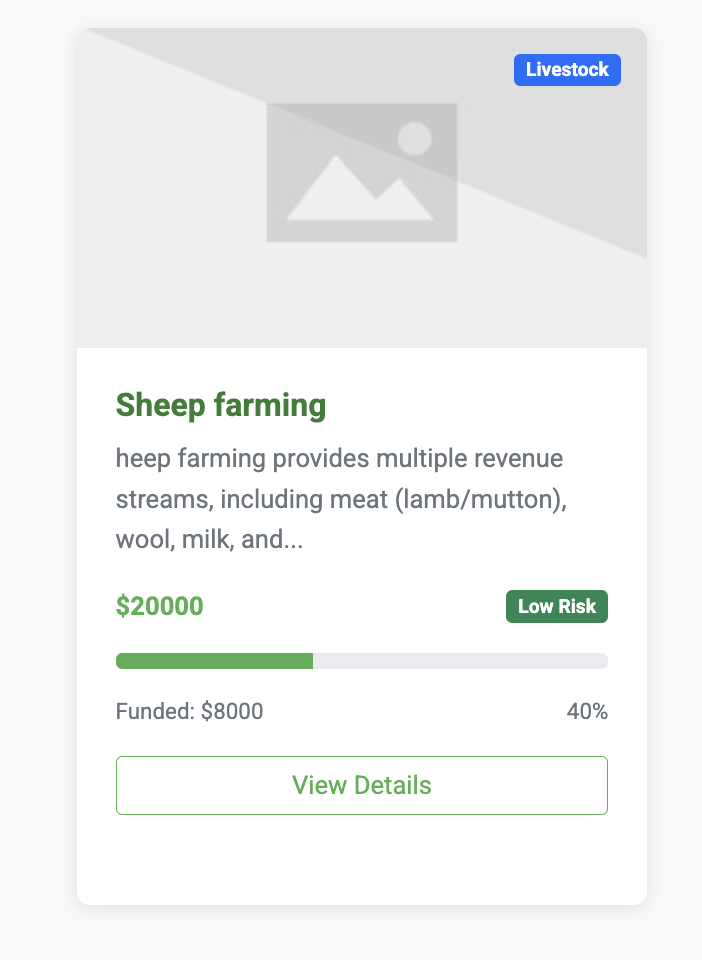 Livestock
Sheep farming
heep farming provides multiple revenue
streams, including meat (lamb/mutton),
wool, milk, and...
$20000
Low Risk
Funded: $8000
40%
View Details